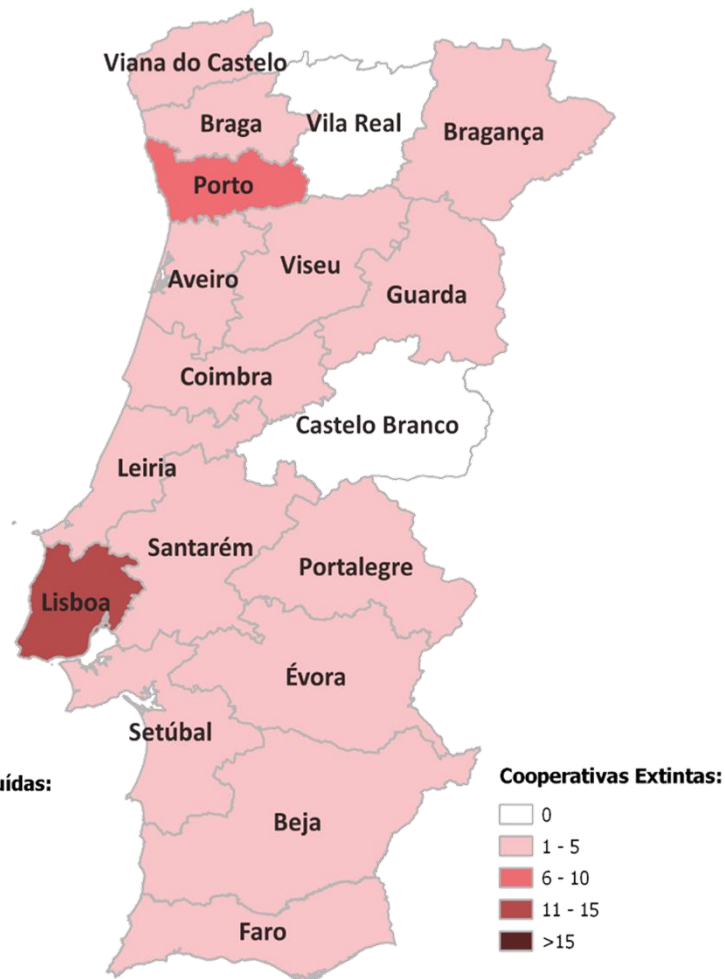 Viana do Castelo
Braga
Vila Real
Bragança
Porto
Aveiro
Viseu
Guarda
Coimbra
Castelo Branco
Leiria
Santarém
Portalegre
Lisboa
Évora
Setúbal
uídas:
Beja
Faro
Cooperativas Extintas:
0
1 - 5
6 - 10
11 - 15
>15